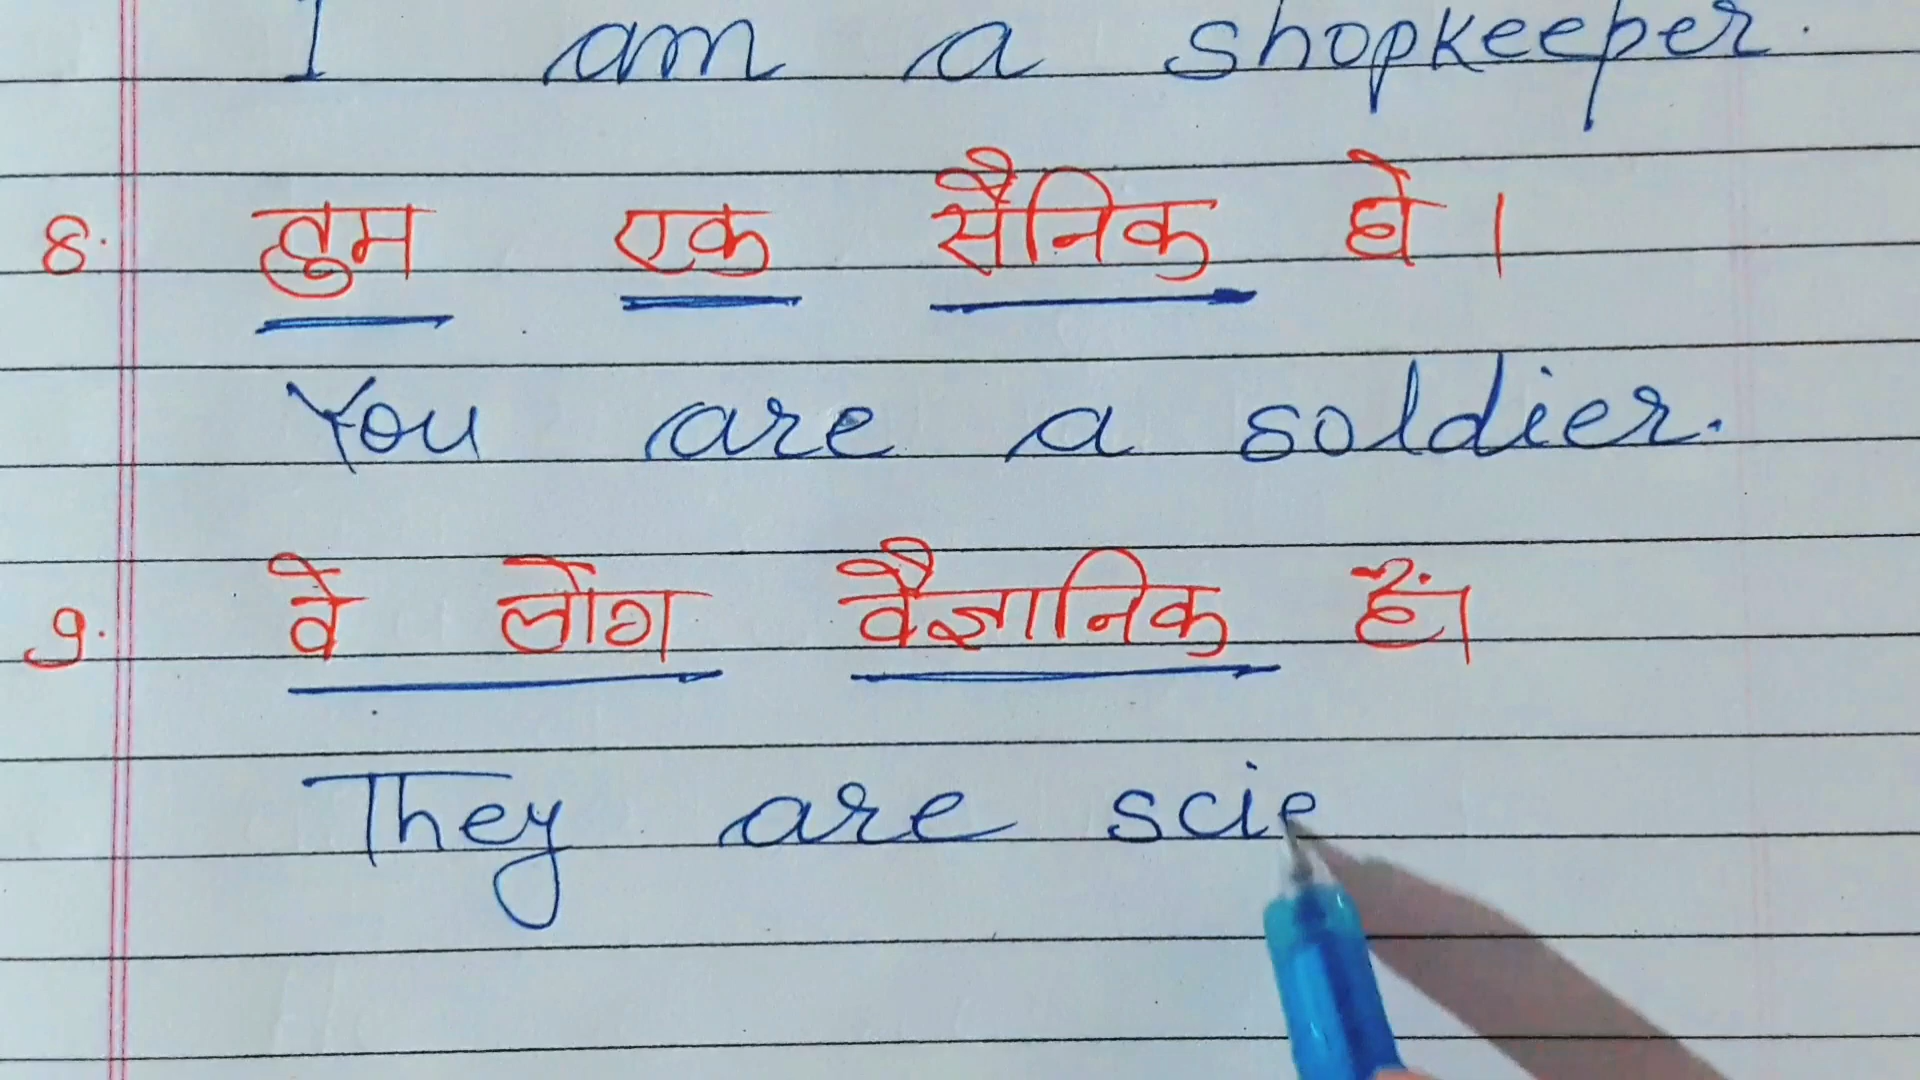 I am a shopkeeper.
8. तुम एक सैनिक हो।
You are a soldier.
9. वे लोग वैज्ञानिक हैं।
They are scie